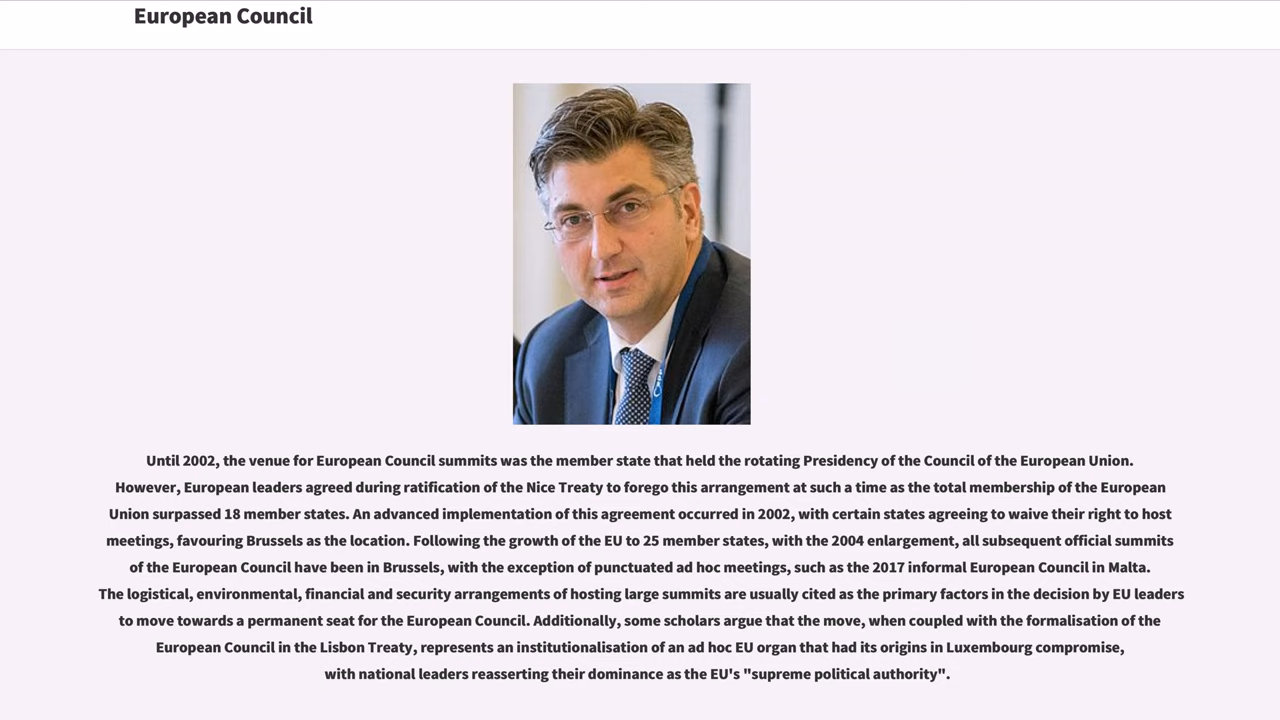 European Council
Until 2002, the venue for European Council summits was the member state that held the rotating Presidency of the Council of the European Union.
However, European leaders agreed during ratification of the Nice Treaty to forego this arrangement at such a time as the total membership of the European
Union surpassed 18 member states. An advanced implementation of this agreement occurred in 2002, with certain states agreeing to waive their right to host
meetings, favouring Brussels as the location. Following the growth of the EU to 25 member states, with the 2004 enlargement, all subsequent official summits
of the European Council have been in Brussels, with the exception of punctuated ad hoc meetings, such as the 2017 informal European Council in Malta.
The logistical, environmental, financial and security arrangements of hosting large summits are usually cited as the primary factors in the decision by EU leaders
to move towards a permanent seat for the European Council. Additionally, some scholars argue that the move, when coupled with the formalisation of the
European Council in the Lisbon Treaty, represents an institutionalisation of an ad hoc EU organ that had its origins in Luxembourg compromise,
with national leaders reasserting their dominance as the EU's "supreme political authority".